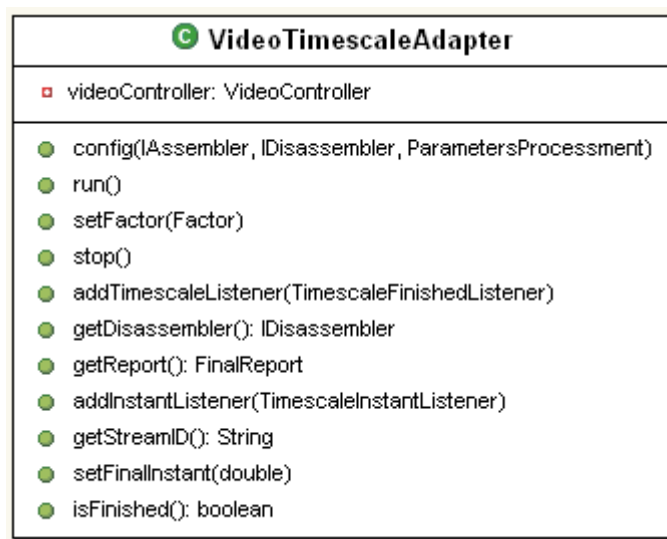 C VideoTimescaleAdapter
videoController: VideoController
config(IAssembler, IDisassembler, ParametersProcessment)
run()
setFactor(Factor)
stop()
addTimescaleListener(TimescaleFinishedListener)
getDisassembler(): IDisassembler
getReport(): FinalReport
addInstantListener(TimescaleInstantListener)
getStreamID(): String
setFinalInstant(double)
isFinished(): boolean